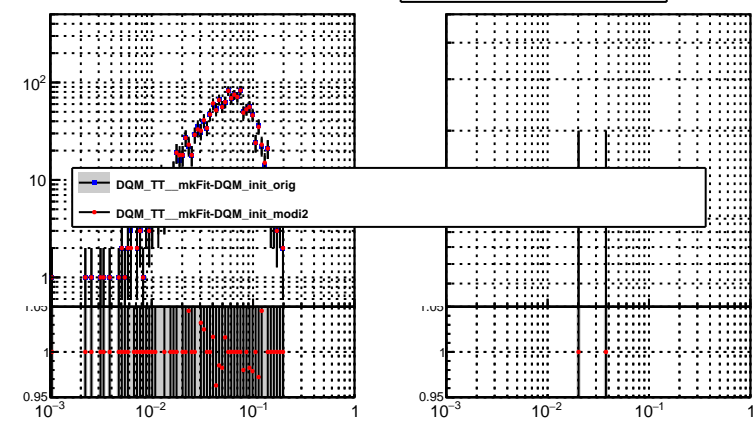 10²
10
DQM_TT__mkFit-DQM_init_orig
DQM_TT__mkFit-DQM_init_modi2
1
1.05 1.05
1 1
0.95 0.95
10⁻³ 10⁻² 10⁻¹ 1 10⁻³ 10⁻² 10⁻¹ 1